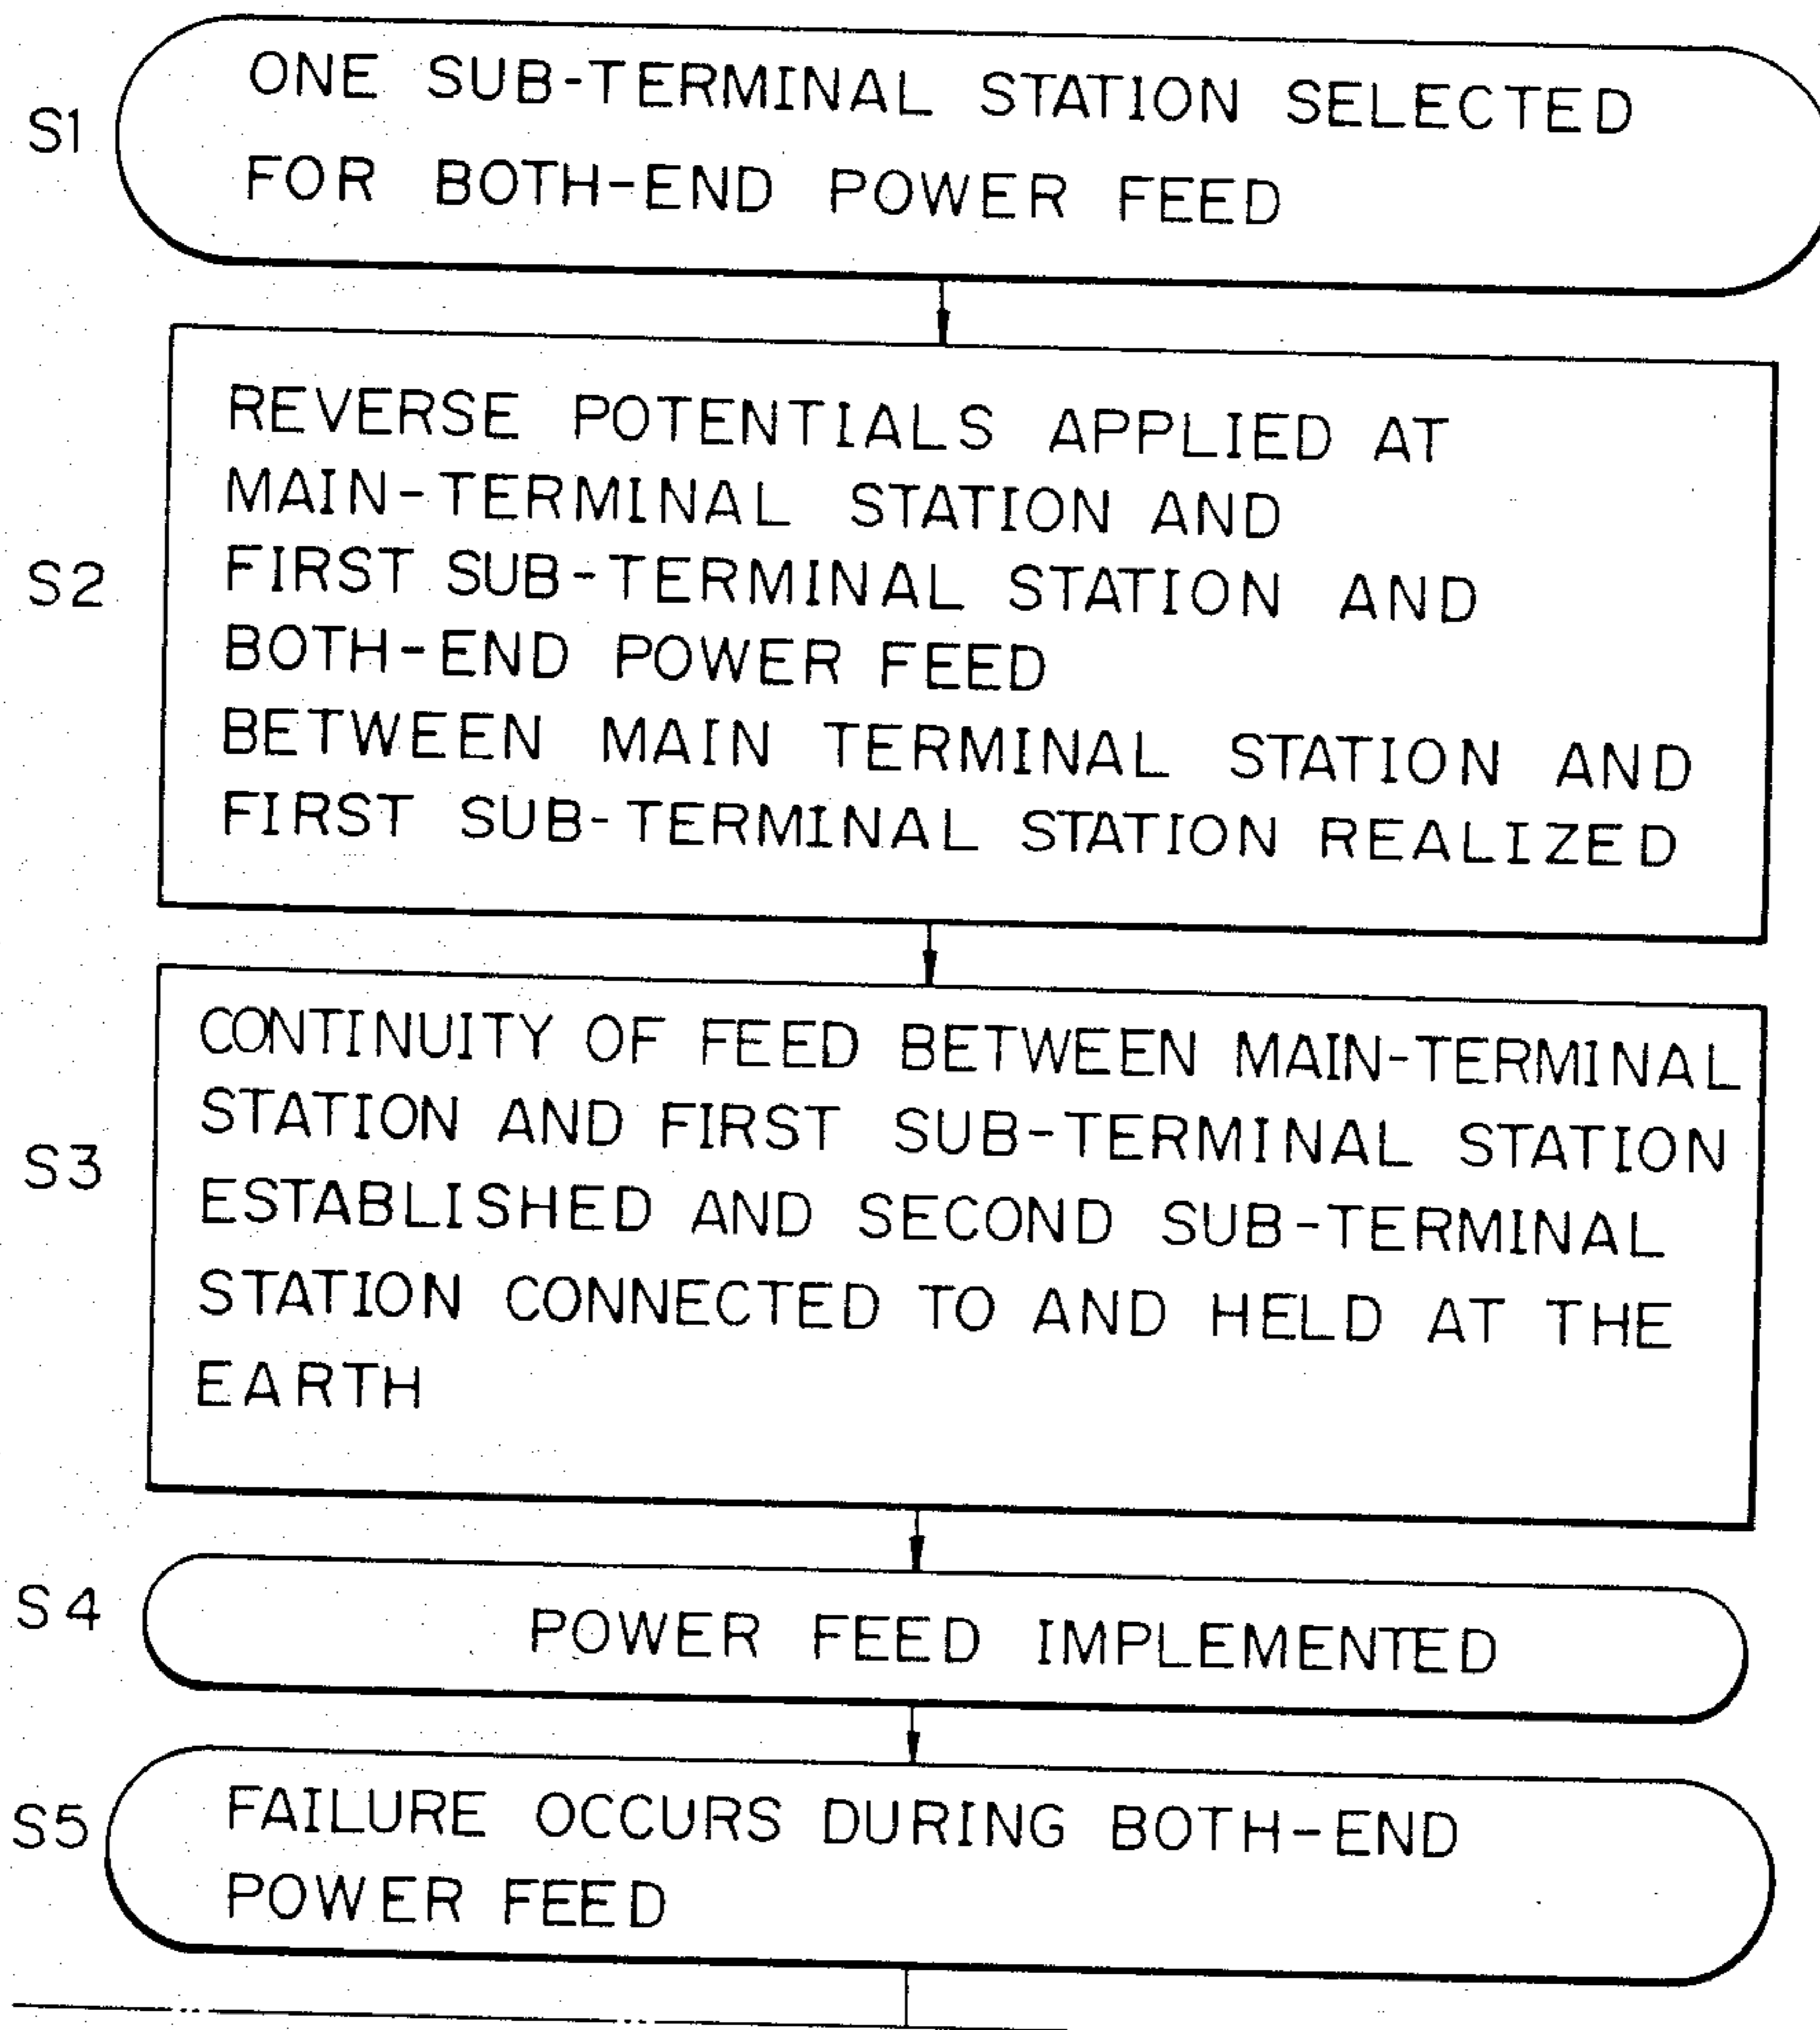 S1
ONE SUB-TERMINAL STATION SELECTED
FOR BOTH-END POWER FEED
S2
REVERSE POTENTIALS APPLIED AT
MAIN-TERMINAL STATION AND
FIRST SUB-TERMINAL STATION AND
BOTH-END POWER FEED
BETWEEN MAIN TERMINAL STATION AND
FIRST SUB-TERMINAL STATION REALIZED
S3
CONTINUITY OF FEED BETWEEN MAIN-TERMINAL
STATION AND FIRST SUB-TERMINAL STATION
ESTABLISHED AND SECOND SUB-TERMINAL
STATION CONNECTED TO AND HELD AT THE
EARTH
S4
POWER FEED IMPLEMENTED
S5
FAILURE OCCURS DURING BOTH-END
POWER FEED